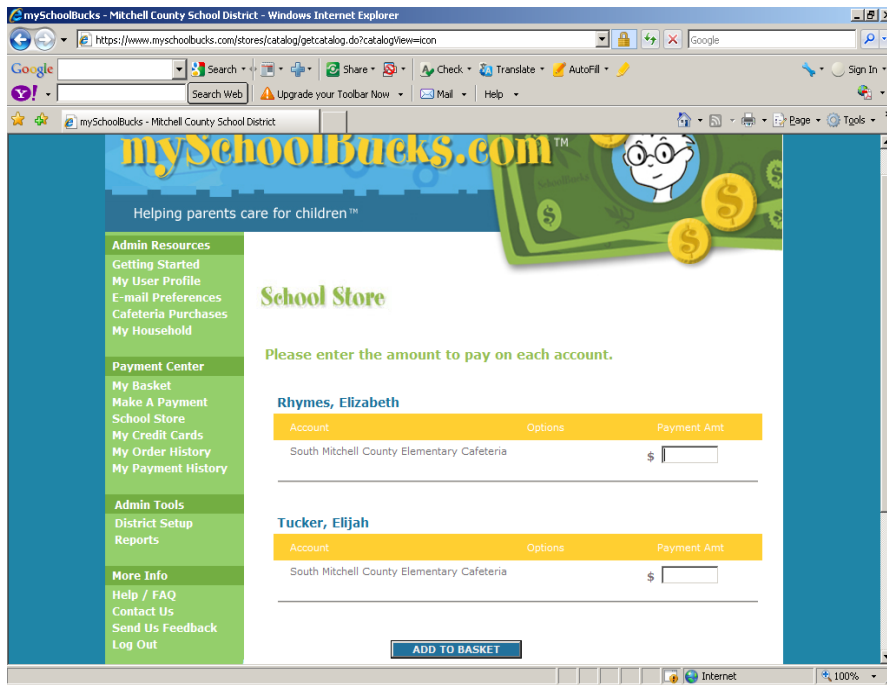 mySchoolBucks - Mitchell County School District - Windows Internet Explorer
https://www.myschoolbucks.com/stores/catalog/getcatalog.do?catalogView=icon
Google
Google Search Share Check Translate AutoFill Sign In
Y! Search Web Upgrade your Toolbar Now Mail Help
mySchoolBucks - Mitchell County School District Page Tools
mySchoolBucks.com™
Helping parents care for children™
Admin Resources
Getting Started
My User Profile
E-mail Preferences
Cafeteria Purchases
My Household
Payment Center
My Basket
Make A Payment
School Store
My Credit Cards
My Order History
My Payment History
Admin Tools
District Setup
Reports
More Info
Help / FAQ
Contact Us
Send Us Feedback
Log Out
School Store
Please enter the amount to pay on each account.
Rhymes, Elizabeth
Account Options Payment Amt
South Mitchell County Elementary Cafeteria $
Tucker, Elijah
Account Options Payment Amt
South Mitchell County Elementary Cafeteria $
ADD TO BASKET
Internet 100%